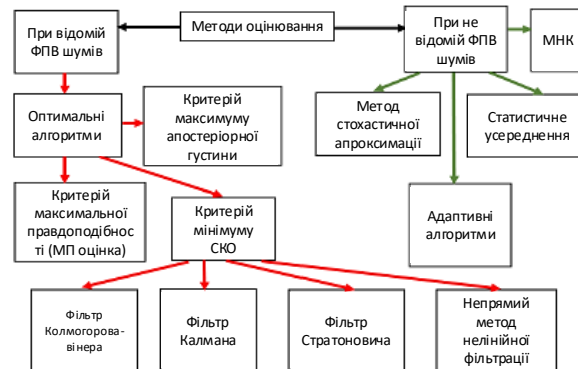 Методи оцінювання
При відомій ФПВ
шумів
При не
відомій ФПВ
шумів
МНК
Оптимальні
алгоритми
Критерій
максимуму
апостеріорної
густини
Метод
стохастичної
апроксимації
Статистичне
усереднення
Критерій
максимальної
правдоподібнос
ті (МП оцінка)
Критерій
мінімуму
СКО
Адаптивні
алгоритми
Фільтр
Колмогорова-
вінера
Фільтр
Калмана
Фільтр
Стратоновича
Непрямий
метод
нелінійної
фільтрації